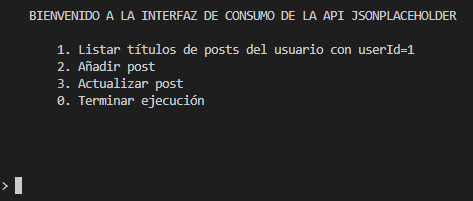 BIENVENIDO A LA INTERFAZ DE CONSUMO DE LA API JSONPLACEHOLDER
1. Listar títulos de posts del usuario con userId=1
2. Añadir post
3. Actualizar post
0. Terminar ejecución
>